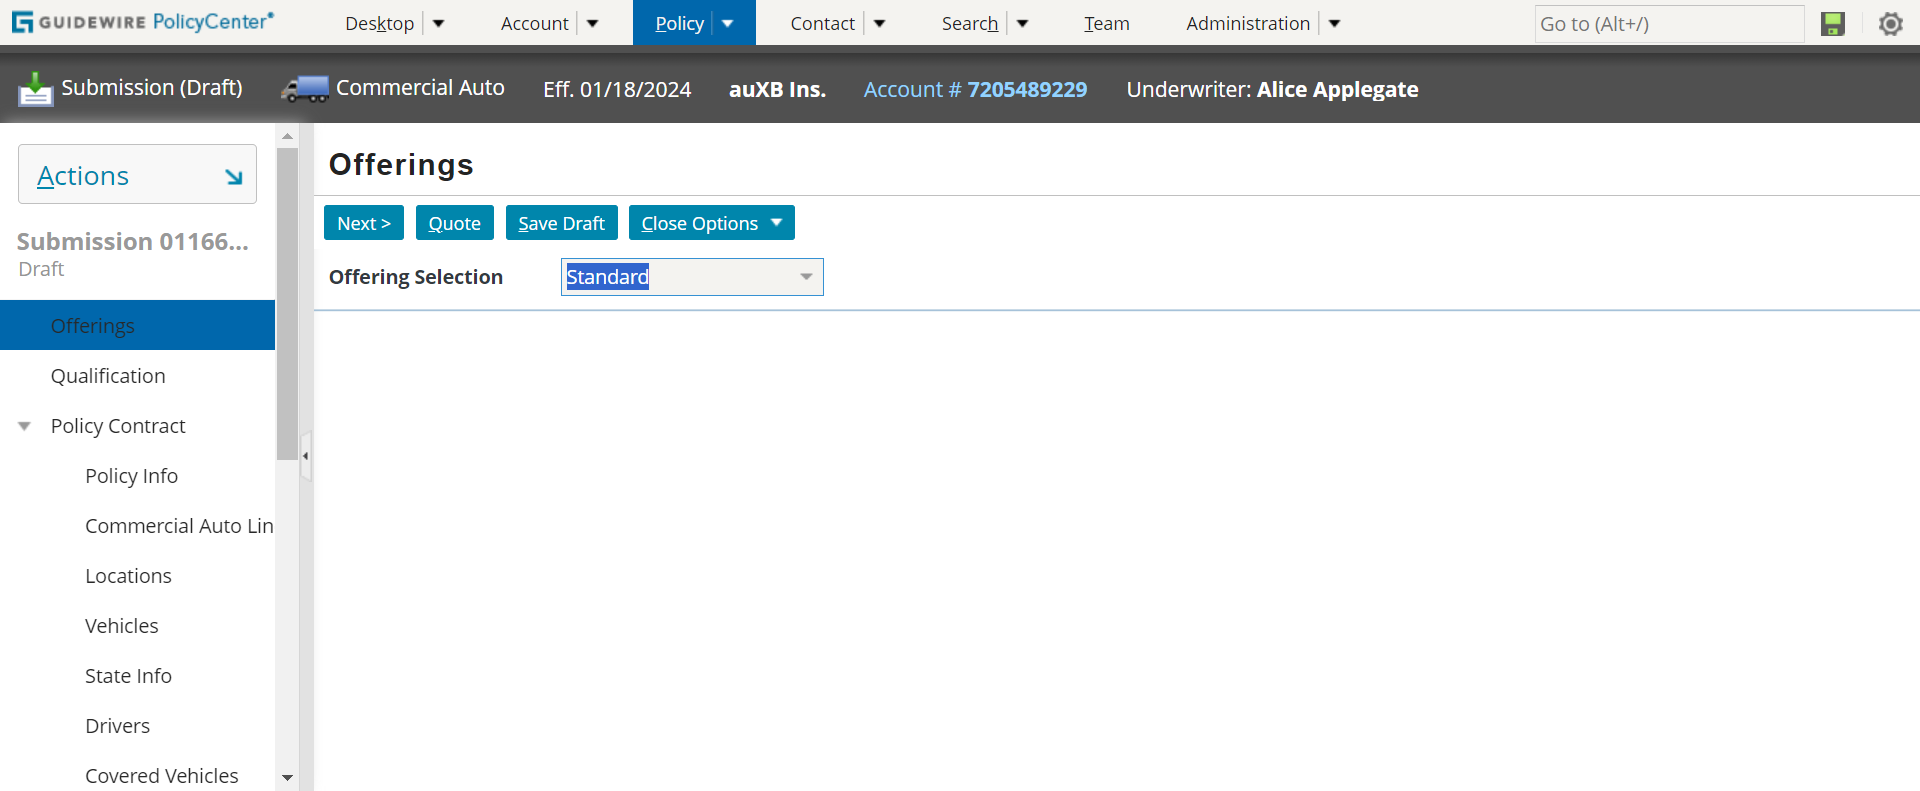 GUIDEWIRE PolicyCenter®
Desktop
Account
Policy
Contact
Search
Team
Administration
Go to (Alt+/)
Submission (Draft)
Commercial Auto
Eff. 01/18/2024
auXB Ins.
Account # 7205489229
Underwriter: Alice Applegate
Actions
Submission 01166...
Draft
Offerings
Qualification
Policy Contract
Policy Info
Commercial Auto Lin
Locations
Vehicles
State Info
Drivers
Covered Vehicles
Offerings
Next >
Quote
Save Draft
Close Options
Offering Selection
Standard